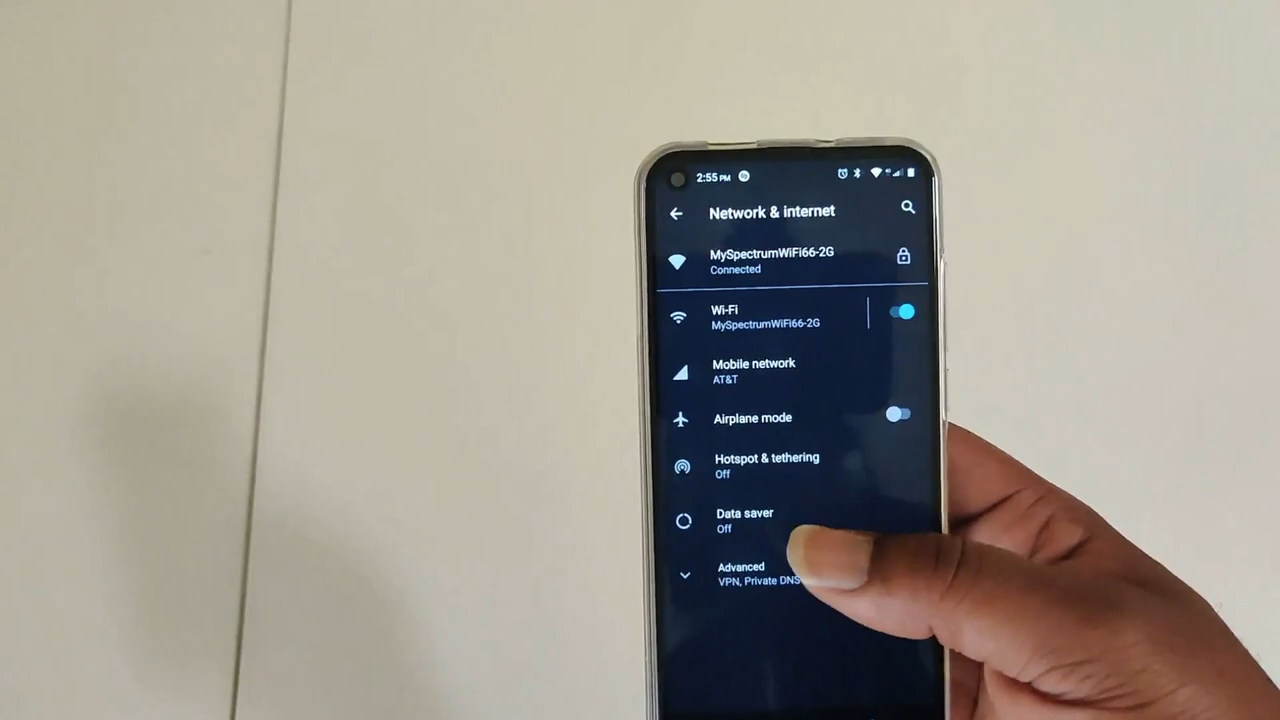 2:55 PM
Network & internet
MySpectrumWiFi66-2G
Connected
Wi-Fi
MySpectrumWiFi66-2G
Mobile network
AT&T
Airplane mode
Hotspot & tethering
Off
Data saver
Off
Advanced
VPN, Private DNS